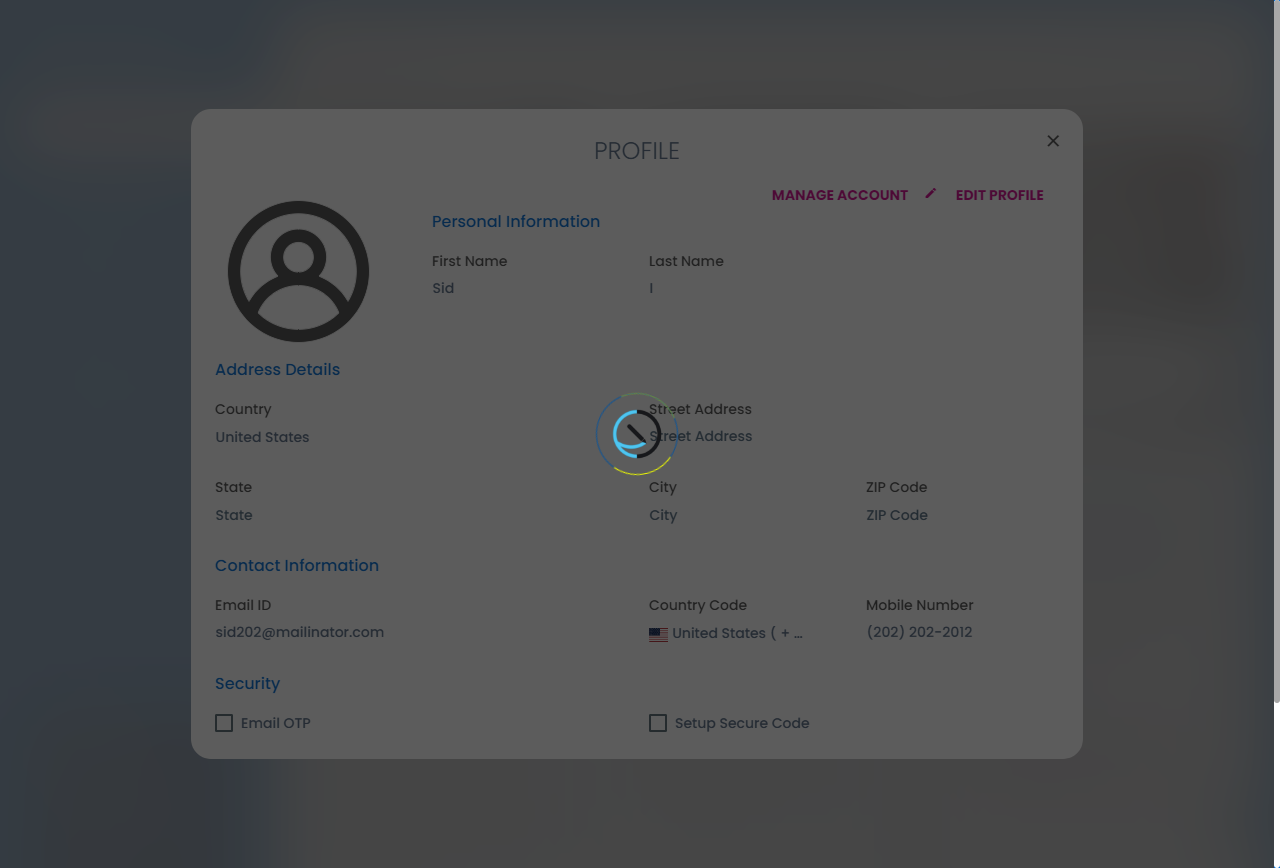 PROFILE
MANAGE ACCOUNT EDIT PROFILE
Personal Information
First Name Last Name
Sid I
Address Details
Country Street Address
United States Street Address
State City ZIP Code
State City ZIP Code
Contact Information
Email ID Country Code Mobile Number
sid202@mailinator.com United States ( + ... (202) 202-2012
Security
Email OTP Setup Secure Code